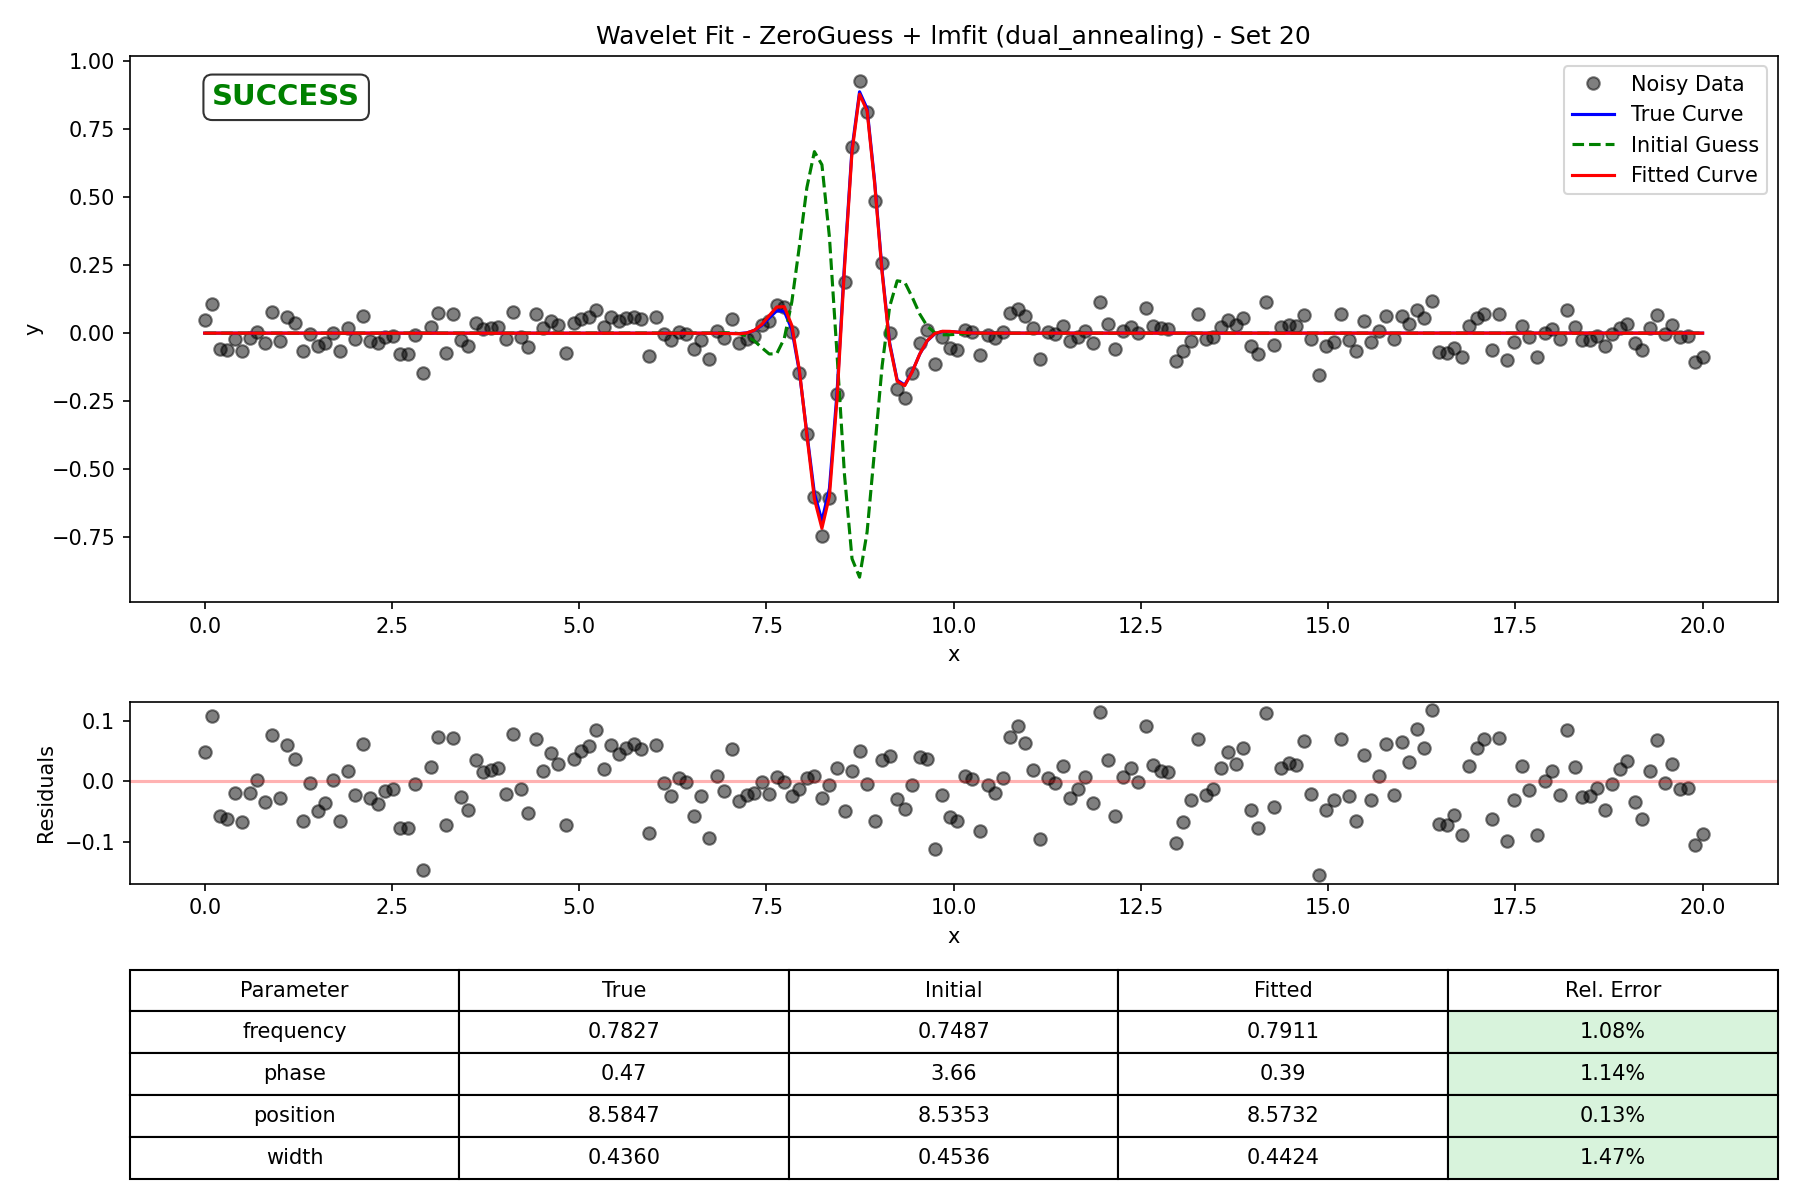 Wavelet Fit - ZeroGuess + lmfit (dual_annealing) - Set 20
SUCCESS
Noisy Data
True Curve
Initial Guess
Fitted Curve
y
1.00
0.75
0.50
0.25
0.00
−0.25
−0.50
−0.75
0.0 2.5 5.0 7.5 10.0 12.5 15.0 17.5 20.0
x
Residuals
0.1
0.0
−0.1
0.0 2.5 5.0 7.5 10.0 12.5 15.0 17.5 20.0
x
Parameter True Initial Fitted Rel. Error
frequency 0.7827 0.7487 0.7911 1.08%
phase 0.47 3.66 0.39 1.14%
position 8.5847 8.5353 8.5732 0.13%
width 0.4360 0.4536 0.4424 1.47%